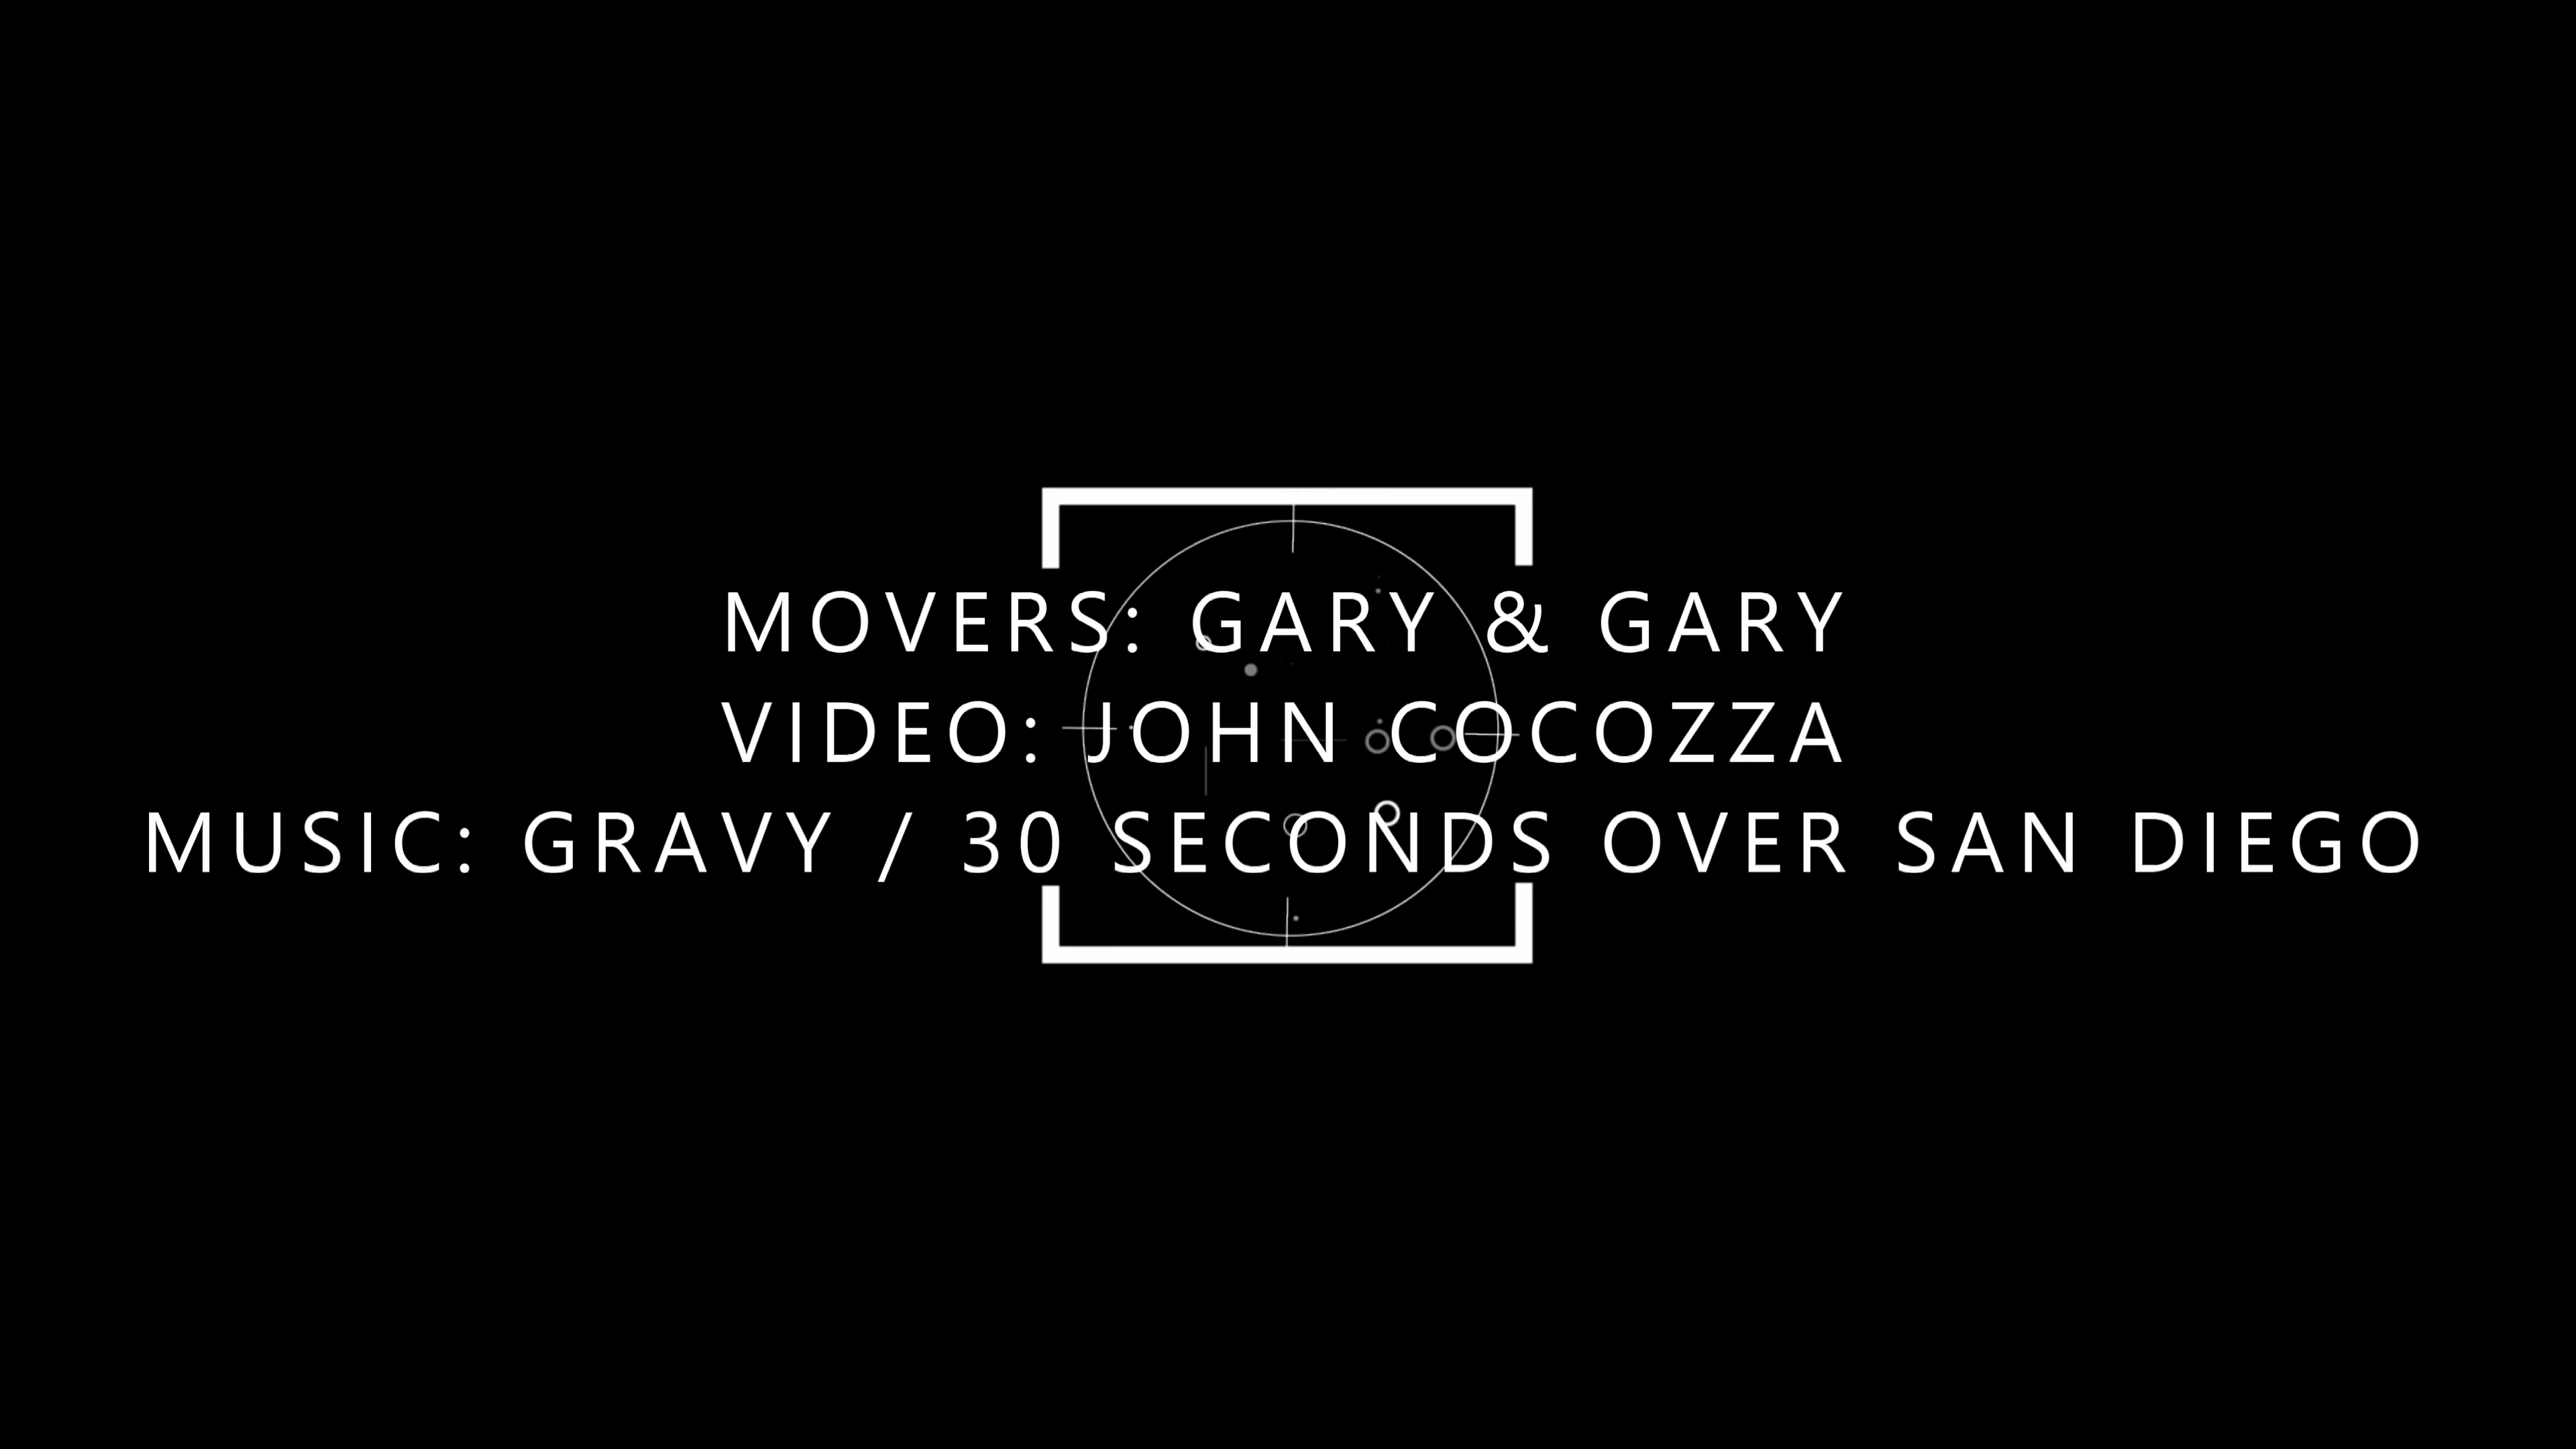 MOVERS: GARY & GARY
VIDEO: JOHN COCOZZA
MUSIC: GRAVY / 30 SECONDS OVER SAN DIEGO